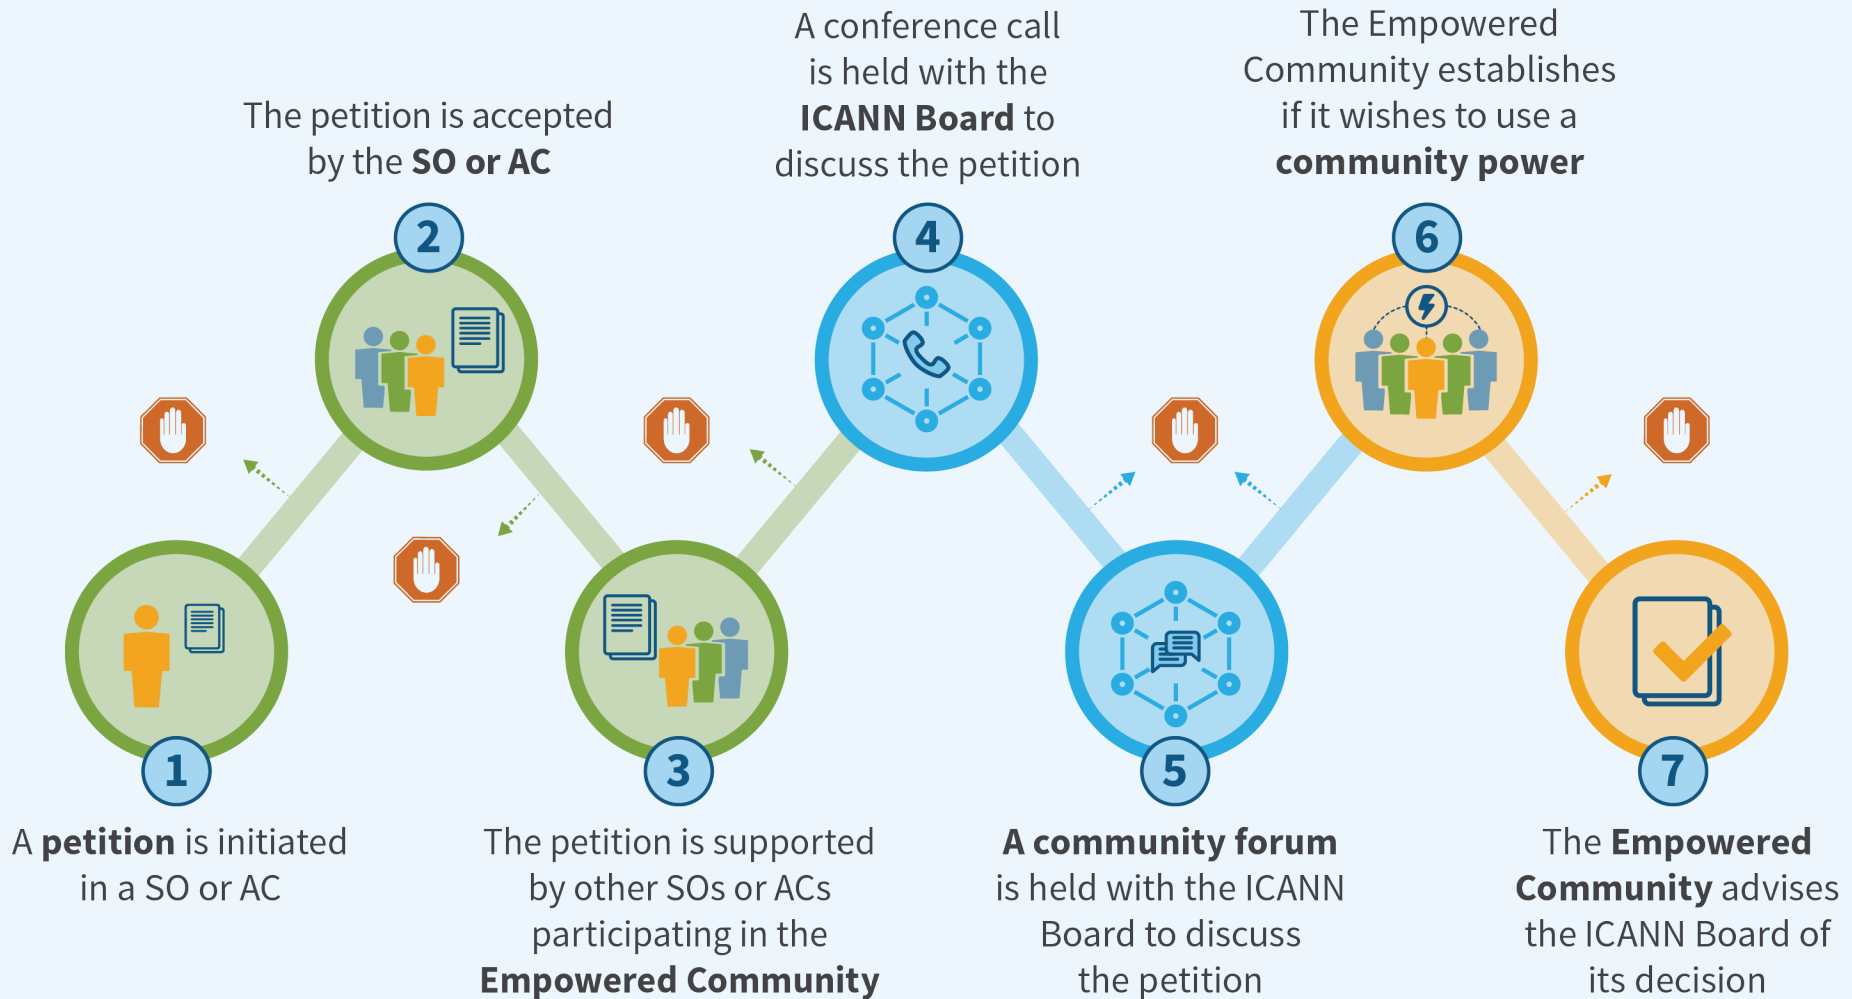 1
A petition is initiated
in a SO or AC
The petition is accepted
by the SO or AC
2
3
The petition is supported
by other SOs or ACs
participating in the
Empowered Community
A conference call
is held with the
ICANN Board to
discuss the petition
4
5
A community forum
is held with the ICANN
Board to discuss
the petition
The Empowered
Community establishes
if it wishes to use a
community power
6
7
The Empowered
Community advises
the ICANN Board of
its decision